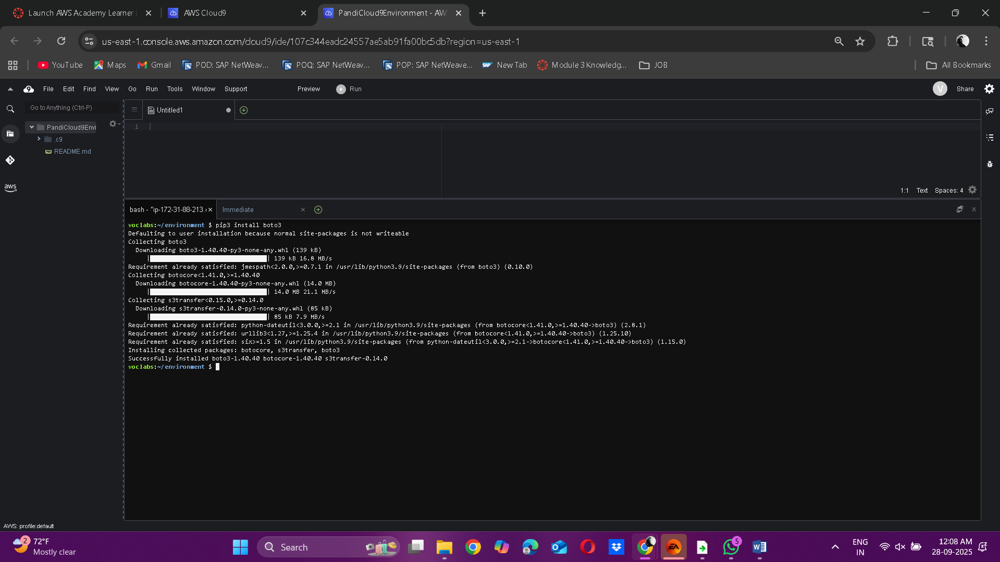 Launch AWS Academy Learner
AWS Cloud9
PandiCloud9Environment - AW
us-east-1.console.aws.amazon.com/cloud9/ide/107c344eadc24557ae5ab91fa00bc5db?region=us-east-1
YouTube
Maps
Gmail
POD: SAP NetWeav...
POQ: SAP NetWeav...
POP: SAP NetWeave...
SAP
New Tab
Module 3 Knowledg...
JOB
All Bookmarks
9
File
Edit
Find
View
Go
Run
Tools
Window
Support
Preview
Run
V
Share
Go to Anything (Ctrl-P)
PandiCloud9Envi
.c9
README.md
aws
Untitled1
1
1:1 Text Spaces: 4
bash - "ip-172-31-88-213.
Immediate
voclabs:~/environment $ pip3 install boto3
Defaulting to user installation because normal site-packages is not writeable
Collecting boto3
Downloading boto3-1.40.40-py3-none-any.whl (139 kB)
| | 139 kB 16.8 MB/s
Requirement already satisfied: jmespath<2.0.0,>=0.7.1 in /usr/lib/python3.9/site-packages (from boto3) (0.10.0)
Collecting botocore<1.41.0,>=1.40.40
Downloading botocore-1.40.40-py3-none-any.whl (14.0 MB)
| | 14.0 MB 21.1 MB/s
Collecting s3transfer<0.15.0,>=0.14.0
Downloading s3transfer-0.14.0-py3-none-any.whl (85 kB)
| | 85 kB 7.9 MB/s
Requirement already satisfied: python-dateutil<3.0.0,>=2.1 in /usr/lib/python3.9/site-packages (from botocore<1.41.0,>=1.40.40->boto3) (2.8.1)
Requirement already satisfied: urllib3<1.27,>=1.25.4 in /usr/lib/python3.9/site-packages (from botocore<1.41.0,>=1.40.40->boto3) (1.25.10)
Requirement already satisfied: six>=1.5 in /usr/lib/python3.9/site-packages (from python-dateutil<3.0.0,>=2.1->botocore<1.41.0,>=1.40.40->boto3) (1.15.0)
Installing collected packages: botocore, s3transfer, boto3
Successfully installed boto3-1.40.40 botocore-1.40.40 s3transfer-0.14.0
voclabs:~/environment $
AWS: profile:default
2
72°F
Mostly clear
Search
EA
5
ENG
IN
12:08 AM
28-09-2025